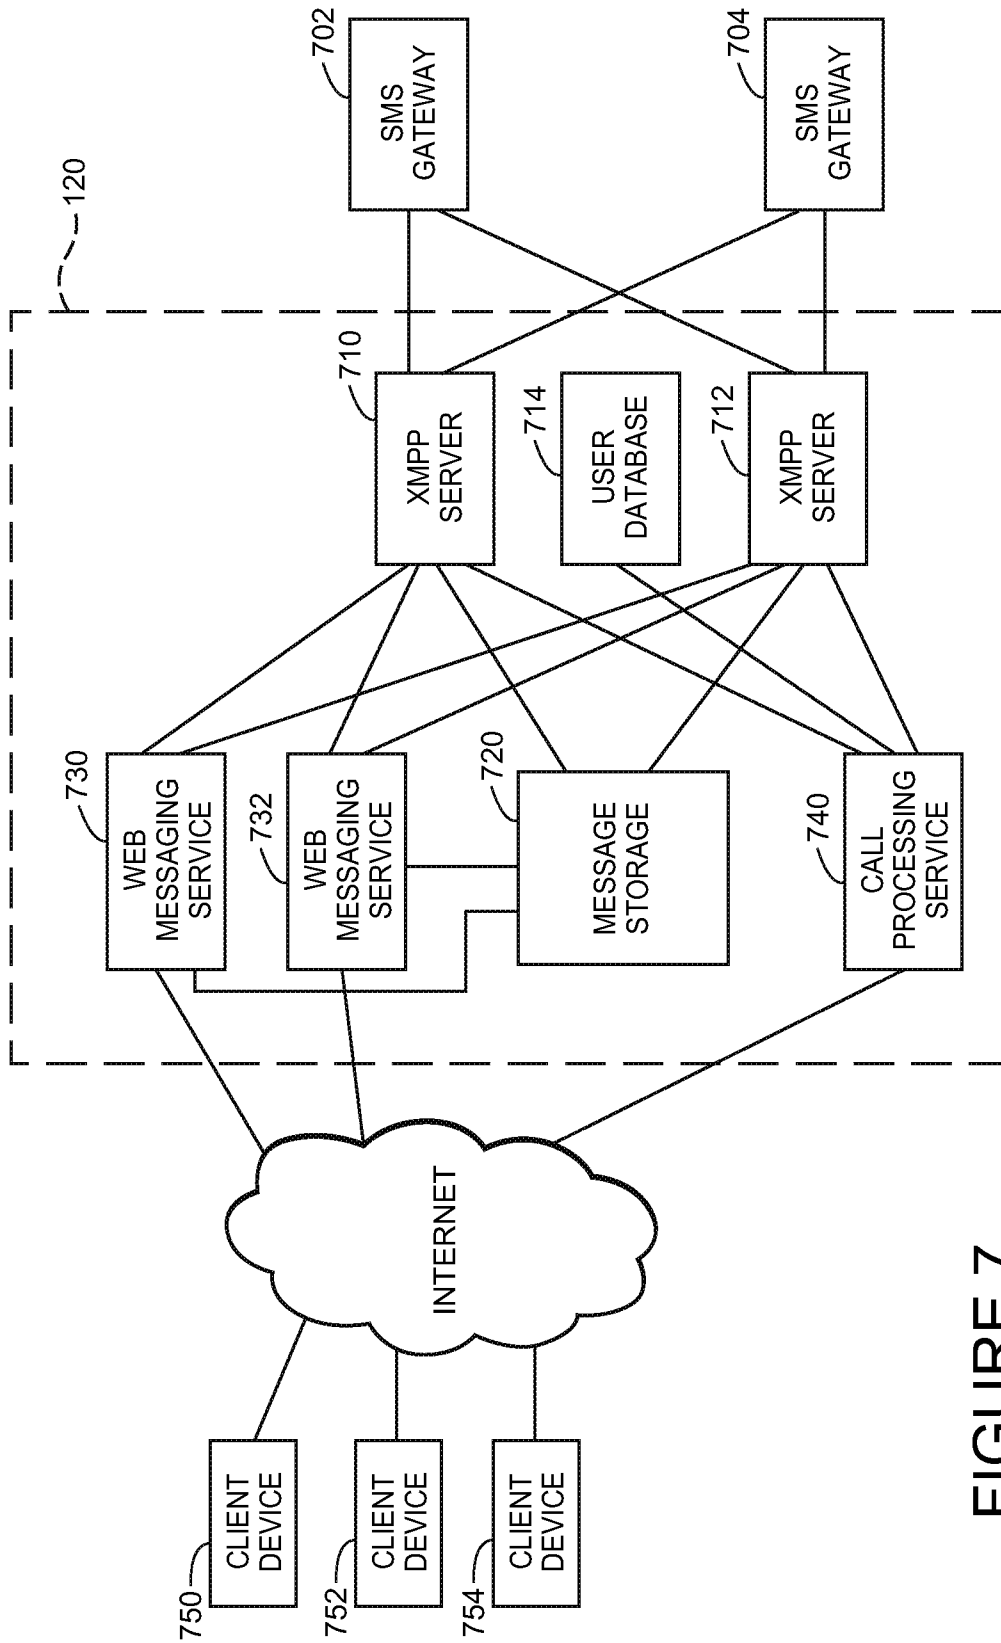 120
702
SMS
GATEWAY
704
SMS
GATEWAY
710
XMPP
SERVER
714
USER
DATABASE
712
XMPP
SERVER
730
WEB
MESSAGING
SERVICE
732
WEB
MESSAGING
SERVICE
720
MESSAGE
STORAGE
740
CALL
PROCESSING
SERVICE
INTERNET
750
CLIENT
DEVICE
752
CLIENT
DEVICE
754
CLIENT
DEVICE
FIGURE 7